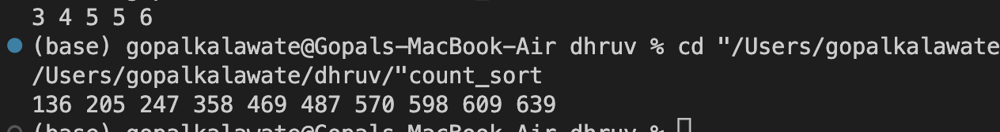 3 4 5 5 6
(base) gopalkalawate@Gopals-MacBook-Air dhruv % cd "/Users/gopalkalawate
/Users/gopalkalawate/dhruv/"count_sort
136 205 247 358 469 487 570 598 609 639
(base) gopalkalawate@Gopals-MacBook-Air dhruv %